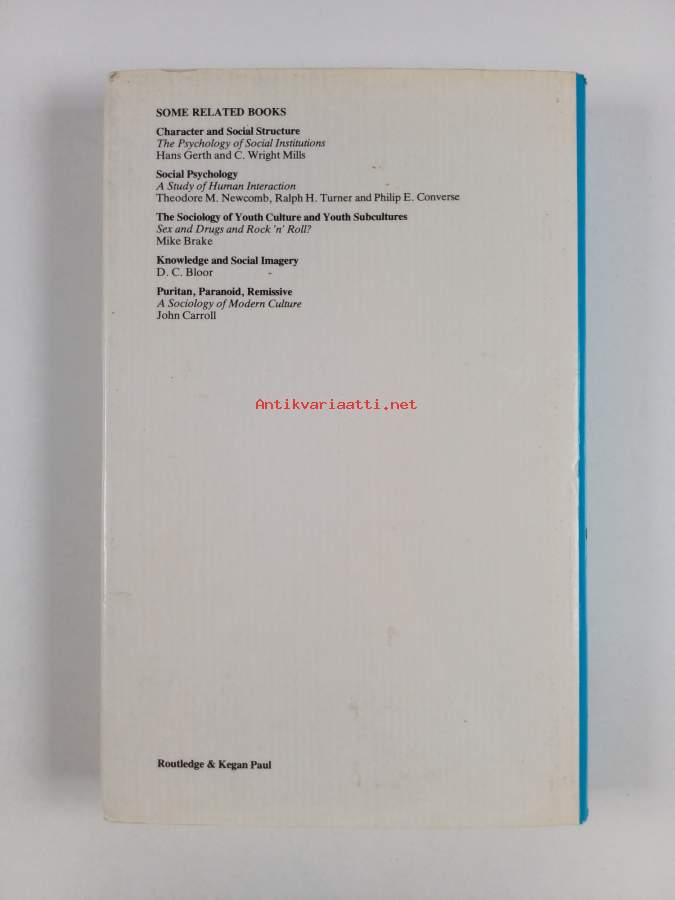 SOME RELATED BOOKS
Character and Social Structure
The Psychology of Social Institutions
Hans Gerth and C. Wright Mills
Social Psychology
A Study of Human Interaction
Theodore M. Newcomb, Ralph H. Turner and Philip E. Converse
The Sociology of Youth Culture and Youth Subcultures
Sex and Drugs and Rock 'n' Roll?
Mike Brake
Knowledge and Social Imagery
D. C. Bloor
Puritan, Paranoid, Remissive
A Sociology of Modern Culture
John Carroll
Antikvariaatti.net
Routledge & Kegan Paul